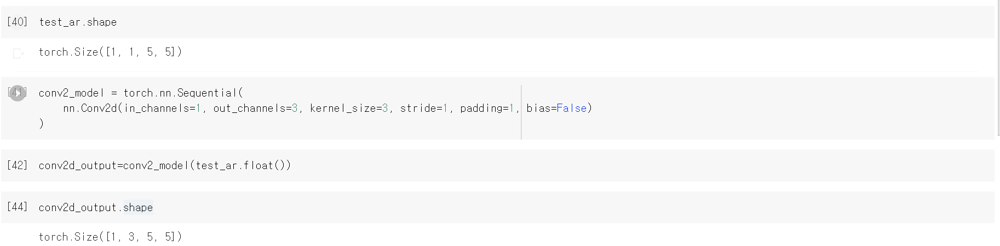 [40] test_ar.shape
torch.Size([1, 1, 5, 5])
[41] conv2_model = torch.nn.Sequential(
nn.Conv2d(in_channels=1, out_channels=3, kernel_size=3, stride=1, padding=1, bias=False)
)
[42] conv2d_output=conv2_model(test_ar.float())
[44] conv2d_output.shape
torch.Size([1, 3, 5, 5])